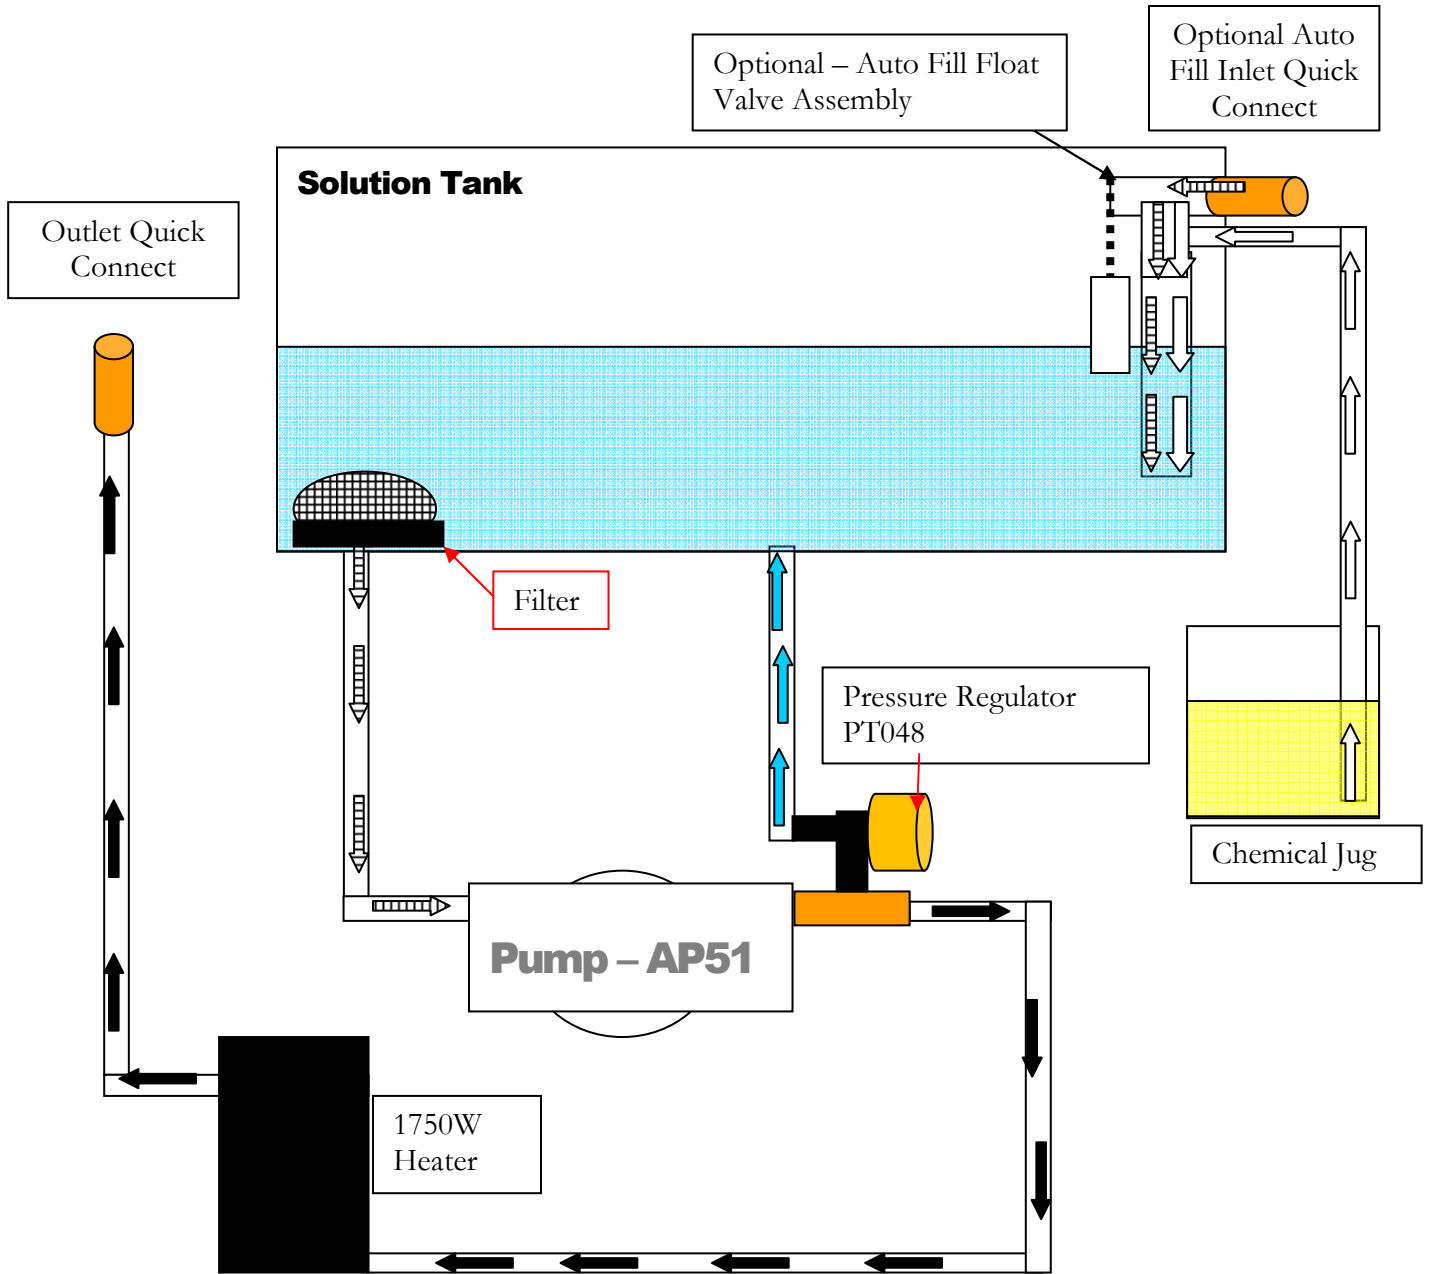 Optional Auto
Fill Inlet Quick
Connect
Optional – Auto Fill Float
Valve Assembly
Solution Tank
Outlet Quick
Connect
Filter
Pressure Regulator
PT048
Chemical Jug
Pump – AP51
1750W
Heater